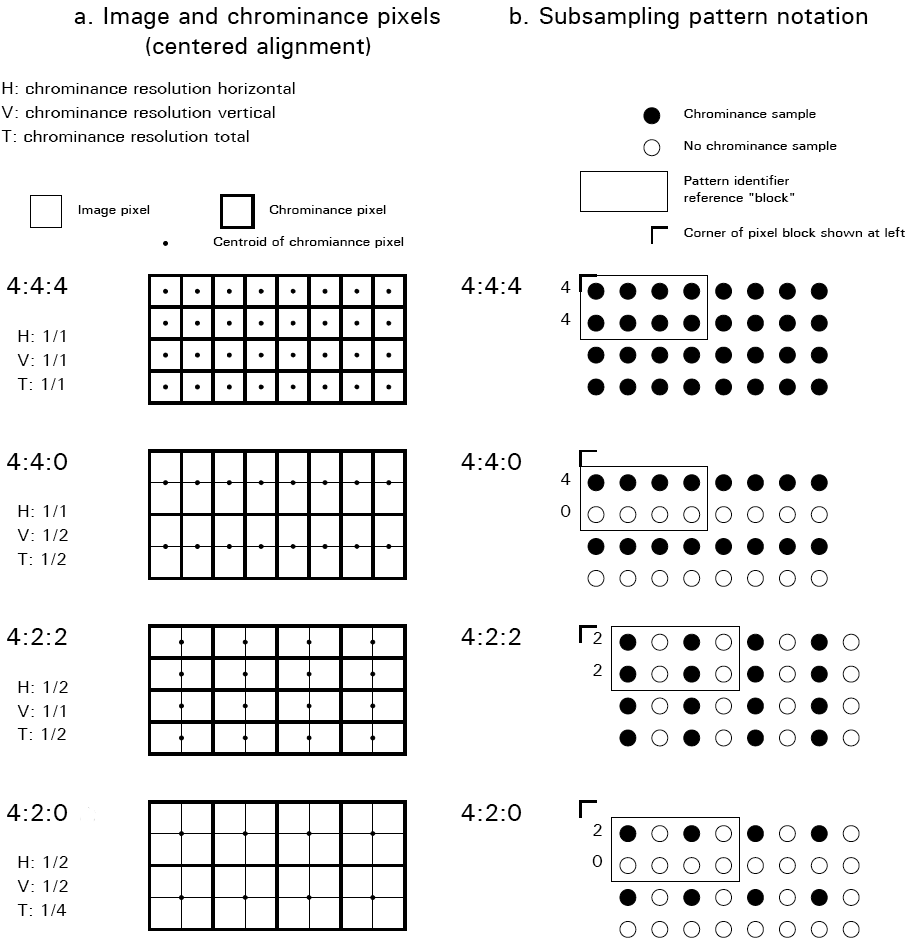 a. Image and chrominance pixels
(centered alignment)
b. Subsampling pattern notation
H: chrominance resolution horizontal
V: chrominance resolution vertical
T: chrominance resolution total
Image pixel
Chrominance pixel
Centroid of chromiannce pixel
Chrominance sample
No chrominance sample
Pattern identifier
reference "block"
Corner of pixel block shown at left
4:4:4
H: 1/1
V: 1/1
T: 1/1
4:4:4
4
4
4:4:0
H: 1/1
V: 1/2
T: 1/2
4:4:0
4
0
4:2:2
H: 1/2
V: 1/1
T: 1/2
4:2:2
2
2
4:2:0
H: 1/2
V: 1/2
T: 1/4
4:2:0
2
0